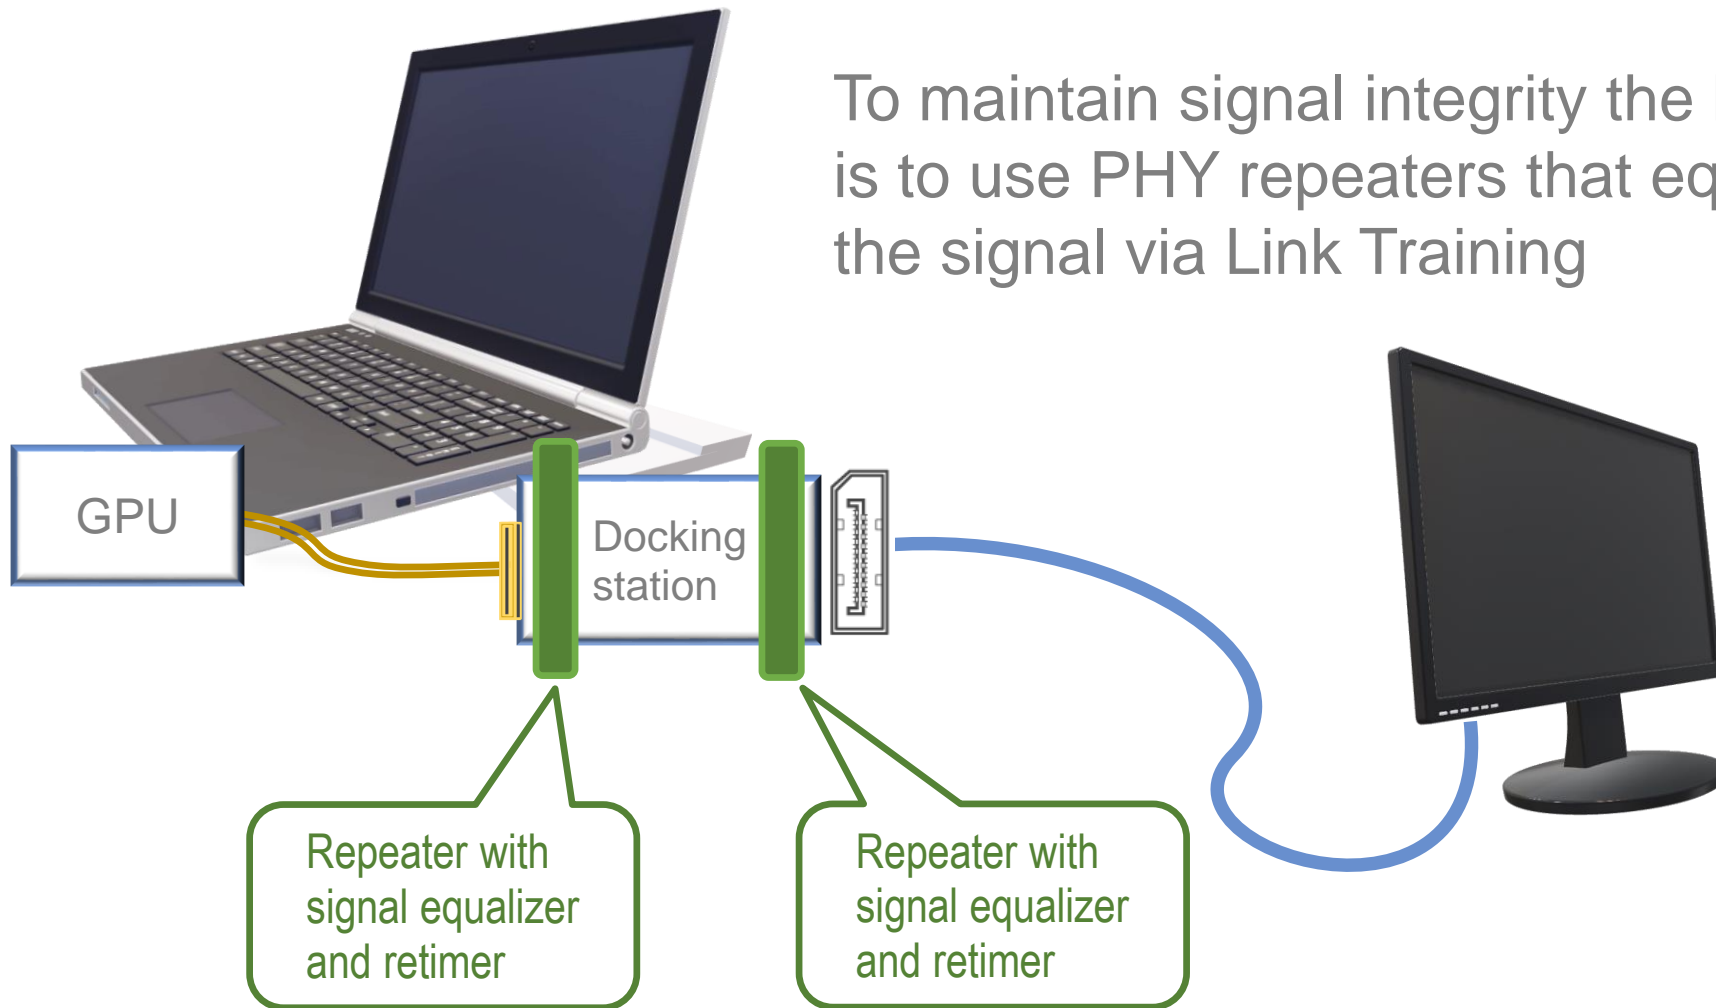 To maintain signal integrity the
is to use PHY repeaters that
the signal via Link Training
GPU
Docking
station
Repeater with
signal equalizer
and retimer
Repeater with
signal equalizer
and retimer